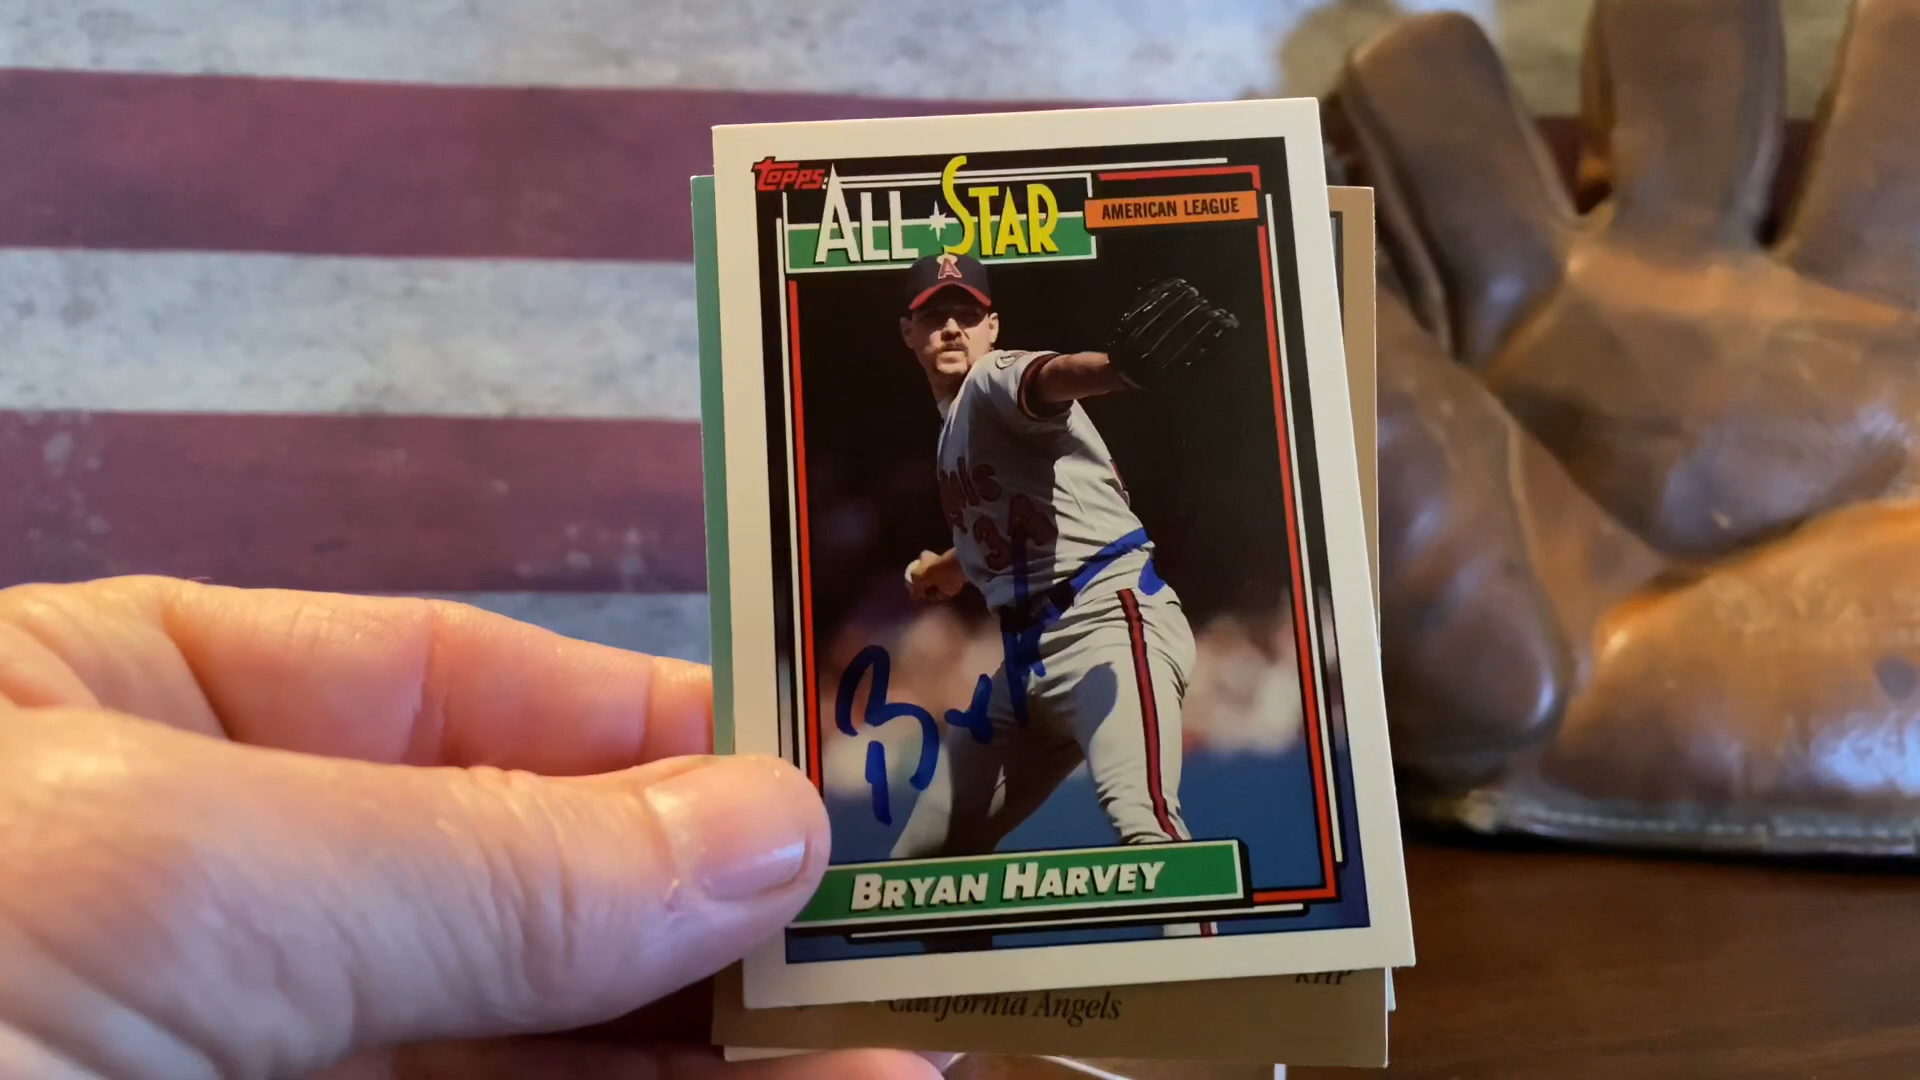 Topps
ALL STAR
AMERICAN LEAGUE
BRYAN HARVEY
RHP
California Angels